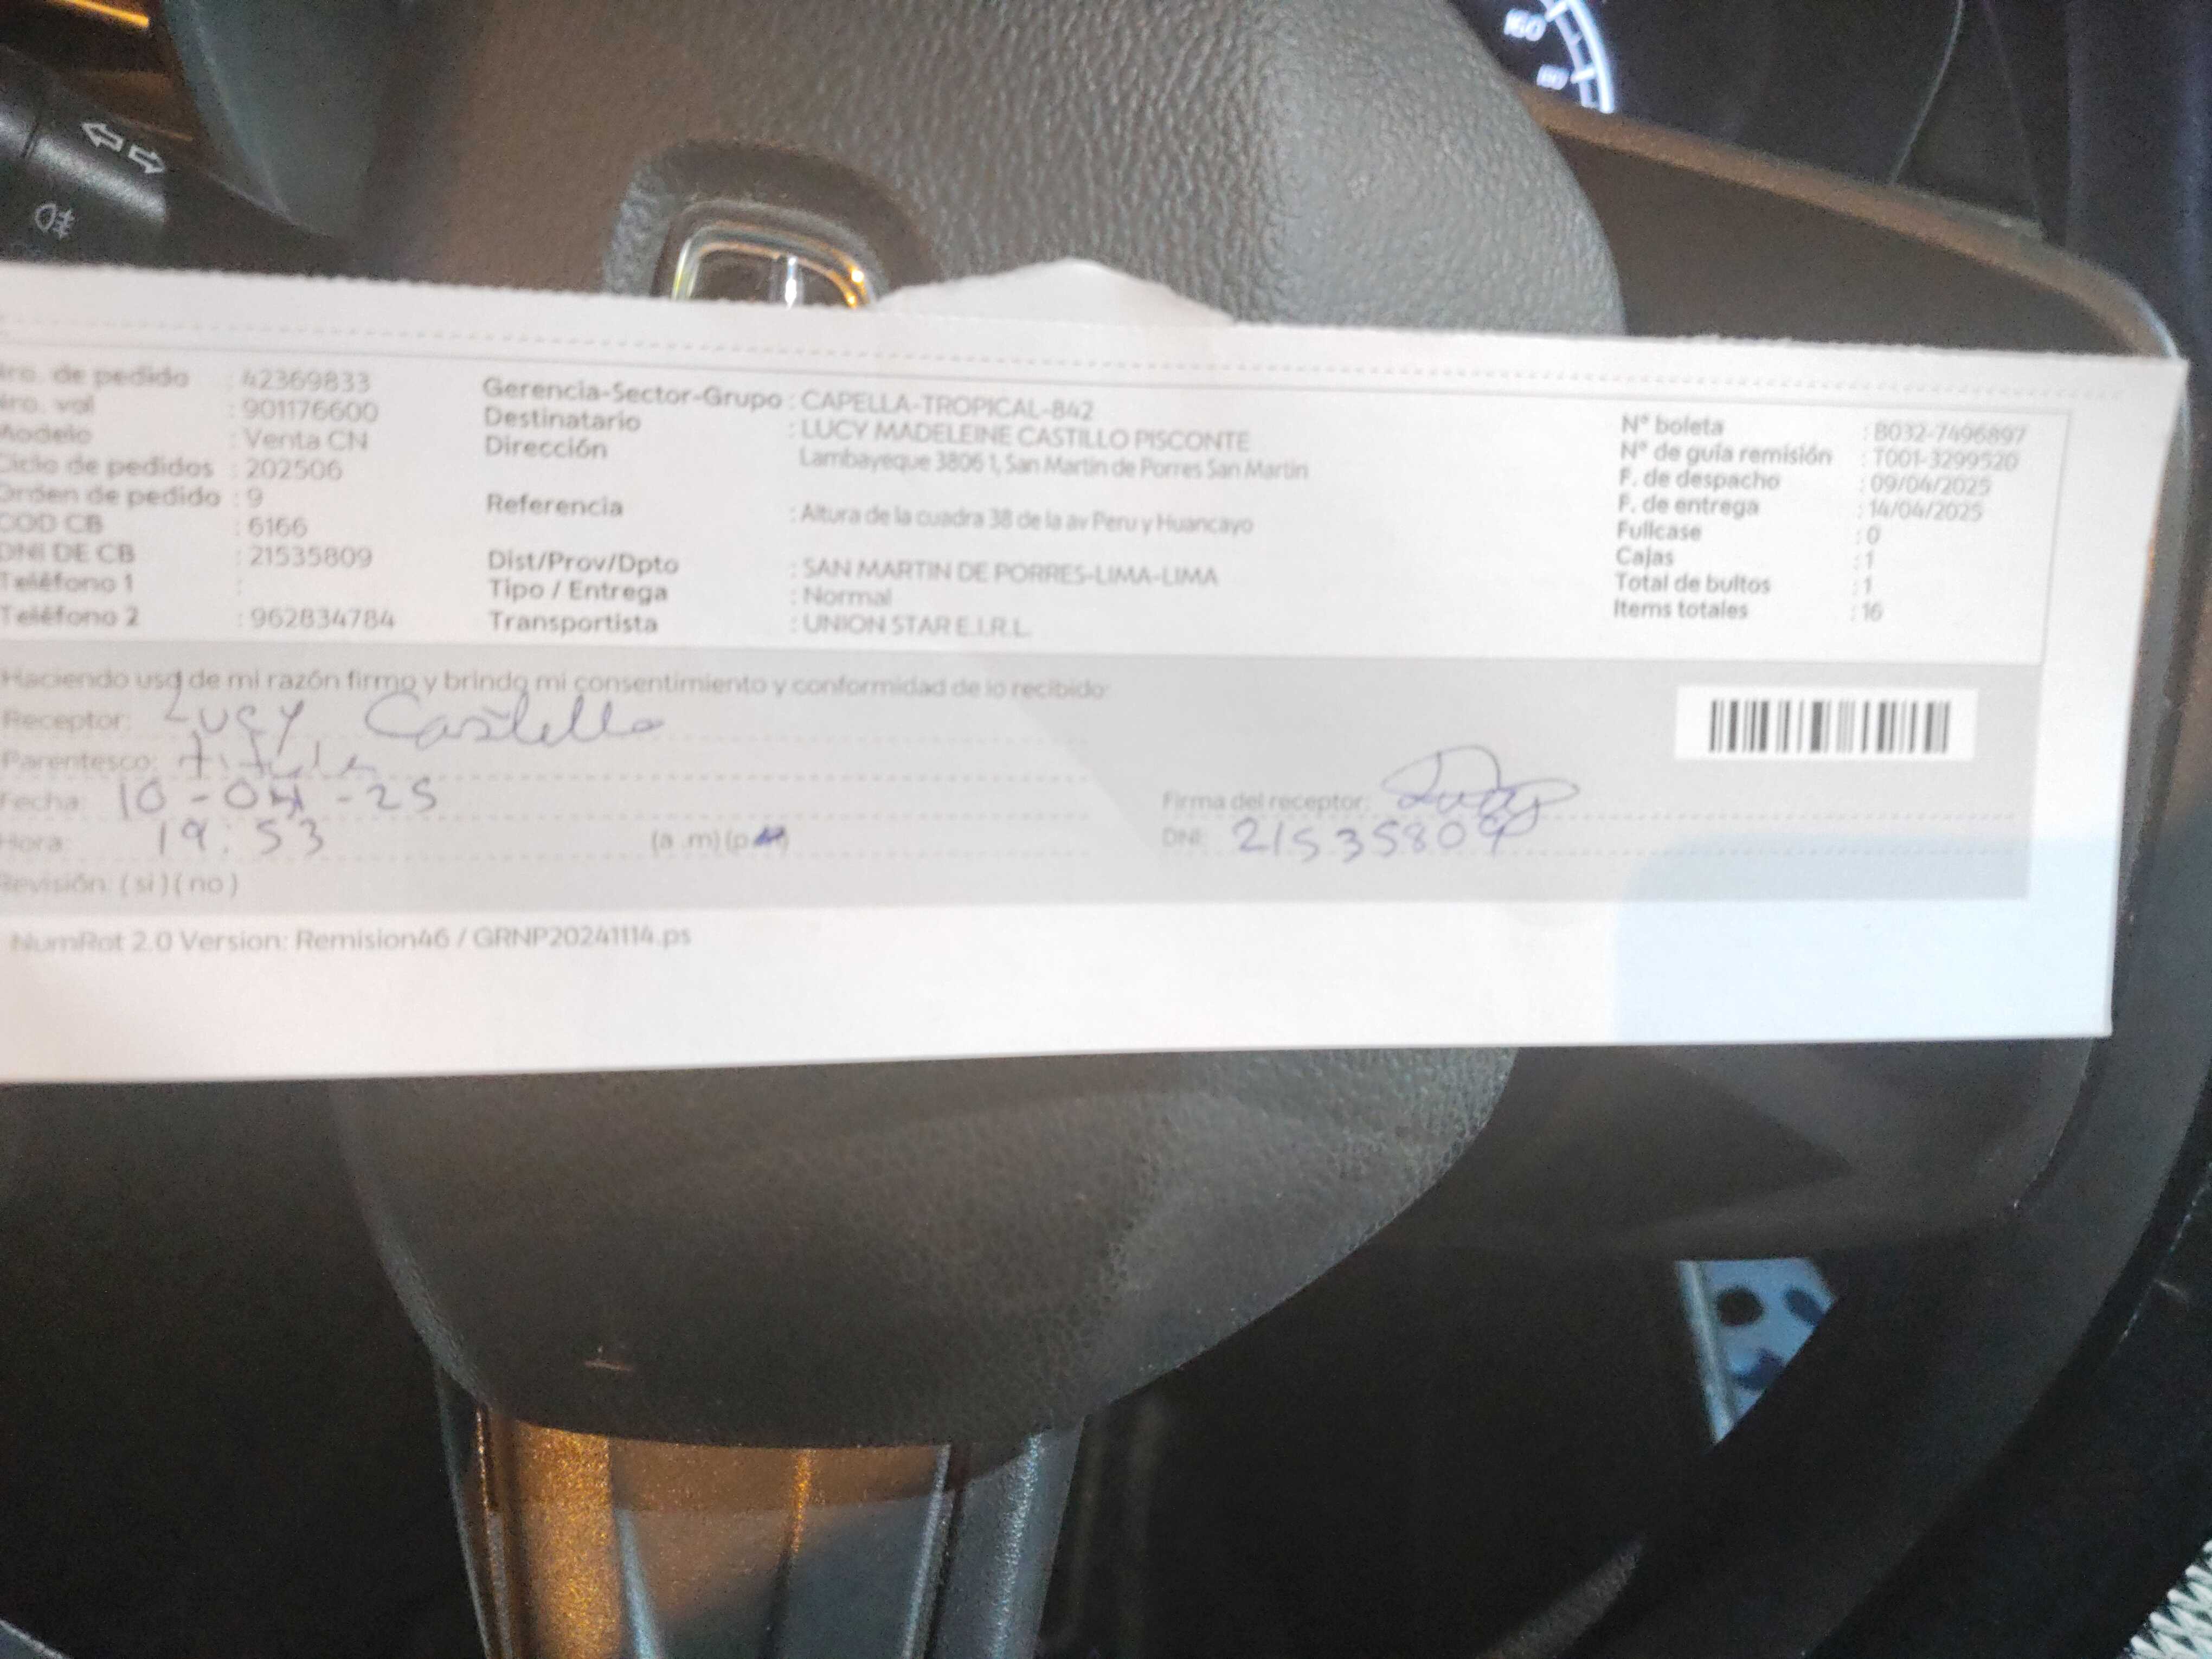 160
Nro. de pedido : 42369833
Nro. vol : 901176600
Modelo : Venta CN
Ciclo de pedidos : 202506
Orden de pedido : 9
COD CB : 6166
DNI DE CB : 21535809
Teléfono 1 :
Teléfono 2 : 962834784
Gerencia-Sector-Grupo : CAPELLA-TROPICAL-842
Destinatario : LUCY MADELEINE CASTILLO PISCONTE
Dirección : Lambayeque 3806 1, San Martin de Porres San Martin
Referencia : Altura de la cuadra 38 de la av Peru y Huancayo
Dist/Prov/Dpto : SAN MARTIN DE PORRES-LIMA-LIMA
Tipo / Entrega : Normal
Transportista : UNION STAR E.I.R.L.
N° boleta : B032-7496897
N° de guía remisión : T001-3299520
F. de despacho : 09/04/2025
F. de entrega : 14/04/2025
Fullcase : 0
Cajas : 1
Total de bultos : 1
Items totales : 16
Haciendo uso de mi razón firmo y brindo mi consentimiento y conformidad de lo recibido:
Receptor: Lucy Castillo
Parentesco: titular
Fecha: 10-04-25
Hora: 19:53 (a .m) (p
Revisión: ( si ) ( no )
Firma del receptor:
DNI: 21535809
NumRot 2.0 Version: Remision46 / GRNP20241114.ps